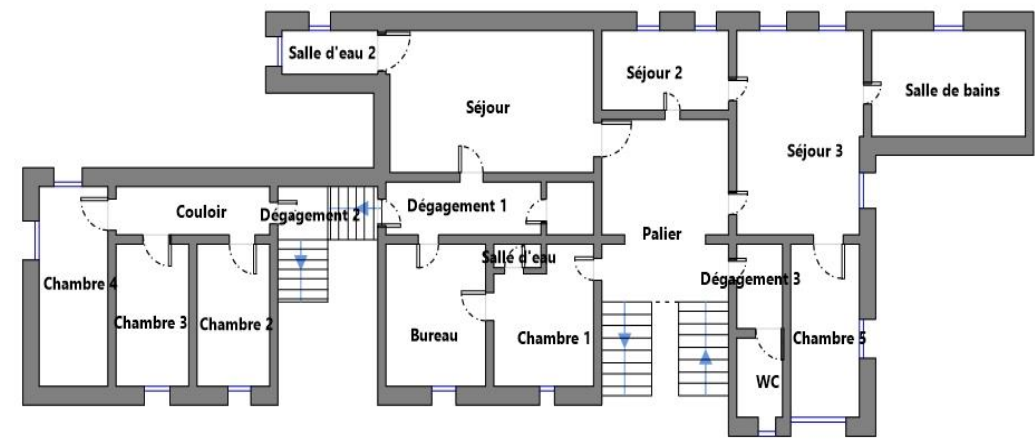 Salle d'eau 2
Séjour 2
Séjour
Salle de bains
Séjour 3
Couloir
Dégagement 2
Dégagement 1
Palier
Salle d'eau
Dégagement 3
Chambre 4
Chambre 3
Chambre 2
Bureau
Chambre 1
Chambre 5
WC